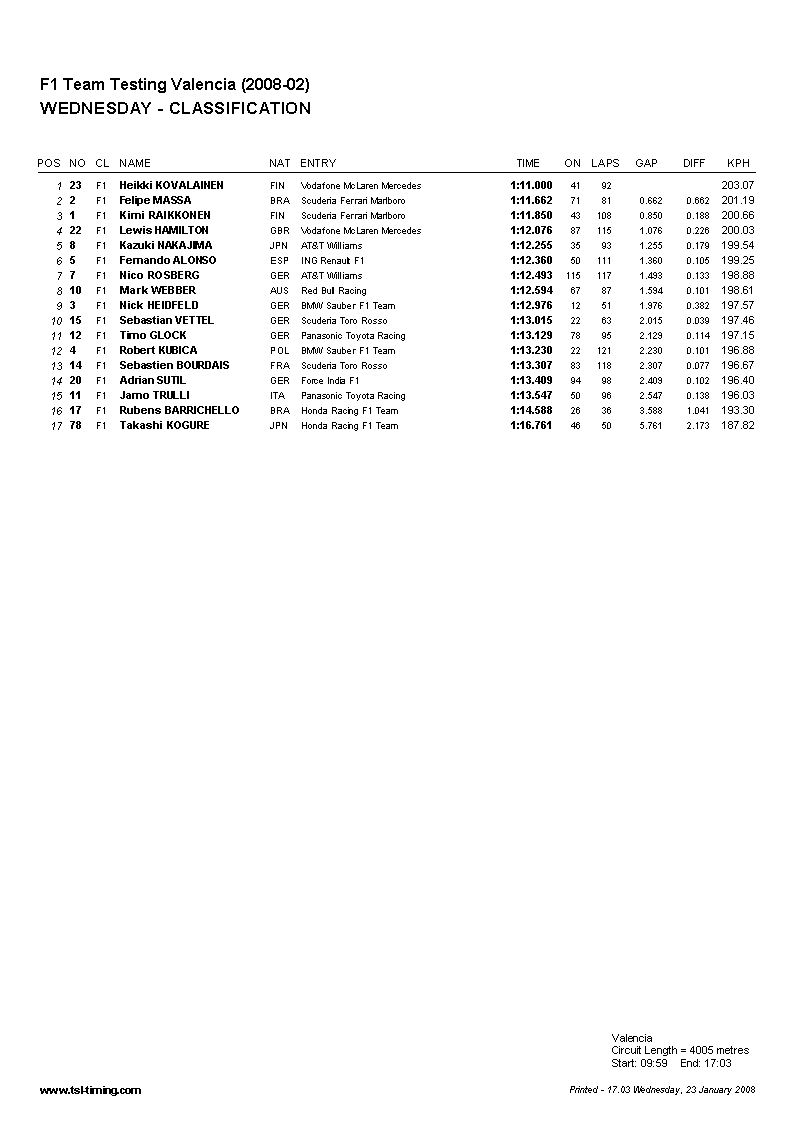 F1 Team Testing Valencia (2008-02)
WEDNESDAY - CLASSIFICATION
POS NO CL NAME NAT ENTRY TIME ON LAPS GAP DIFF KPH
1 23 F1 Heikki KOVALAINEN FIN Vodafone McLaren Mercedes 1:11.000 41 92 203.07
2 2 F1 Felipe MASSA BRA Scuderia Ferrari Marlboro 1:11.662 71 81 0.662 0.662 201.19
3 1 F1 Kimi RAIKKONEN FIN Scuderia Ferrari Marlboro 1:11.850 43 108 0.850 0.188 200.66
4 22 F1 Lewis HAMILTON GBR Vodafone McLaren Mercedes 1:12.076 87 115 1.076 0.226 200.03
5 8 F1 Kazuki NAKAJIMA JPN AT&T Williams 1:12.255 35 93 1.255 0.179 199.54
6 5 F1 Fernando ALONSO ESP ING Renault F1 1:12.360 50 111 1.360 0.105 199.25
7 7 F1 Nico ROSBERG GER AT&T Williams 1:12.493 115 117 1.493 0.133 198.88
8 10 F1 Mark WEBBER AUS Red Bull Racing 1:12.594 67 87 1.594 0.101 198.61
9 3 F1 Nick HEIDFELD GER BMW Sauber F1 Team 1:12.976 12 51 1.976 0.382 197.57
10 15 F1 Sebastian VETTEL GER Scuderia Toro Rosso 1:13.015 22 63 2.015 0.039 197.46
11 12 F1 Timo GLOCK GER Panasonic Toyota Racing 1:13.129 78 95 2.129 0.114 197.15
12 4 F1 Robert KUBICA POL BMW Sauber F1 Team 1:13.230 22 121 2.230 0.101 196.88
13 14 F1 Sebastien BOURDAIS FRA Scuderia Toro Rosso 1:13.307 83 118 2.307 0.077 196.67
14 20 F1 Adrian SUTIL GER Force India F1 1:13.409 94 98 2.409 0.102 196.40
15 11 F1 Jarno TRULLI ITA Panasonic Toyota Racing 1:13.547 50 96 2.547 0.138 196.03
16 17 F1 Rubens BARRICHELLO BRA Honda Racing F1 Team 1:14.588 26 36 3.588 1.041 193.30
17 78 F1 Takashi KOGURE JPN Honda Racing F1 Team 1:16.761 46 50 5.761 2.173 187.82
Valencia
Circuit Length = 4005 metres
Start: 09:59 End: 17:03
www.tsl-timing.com Printed - 17:03 Wednesday, 23 January 2008